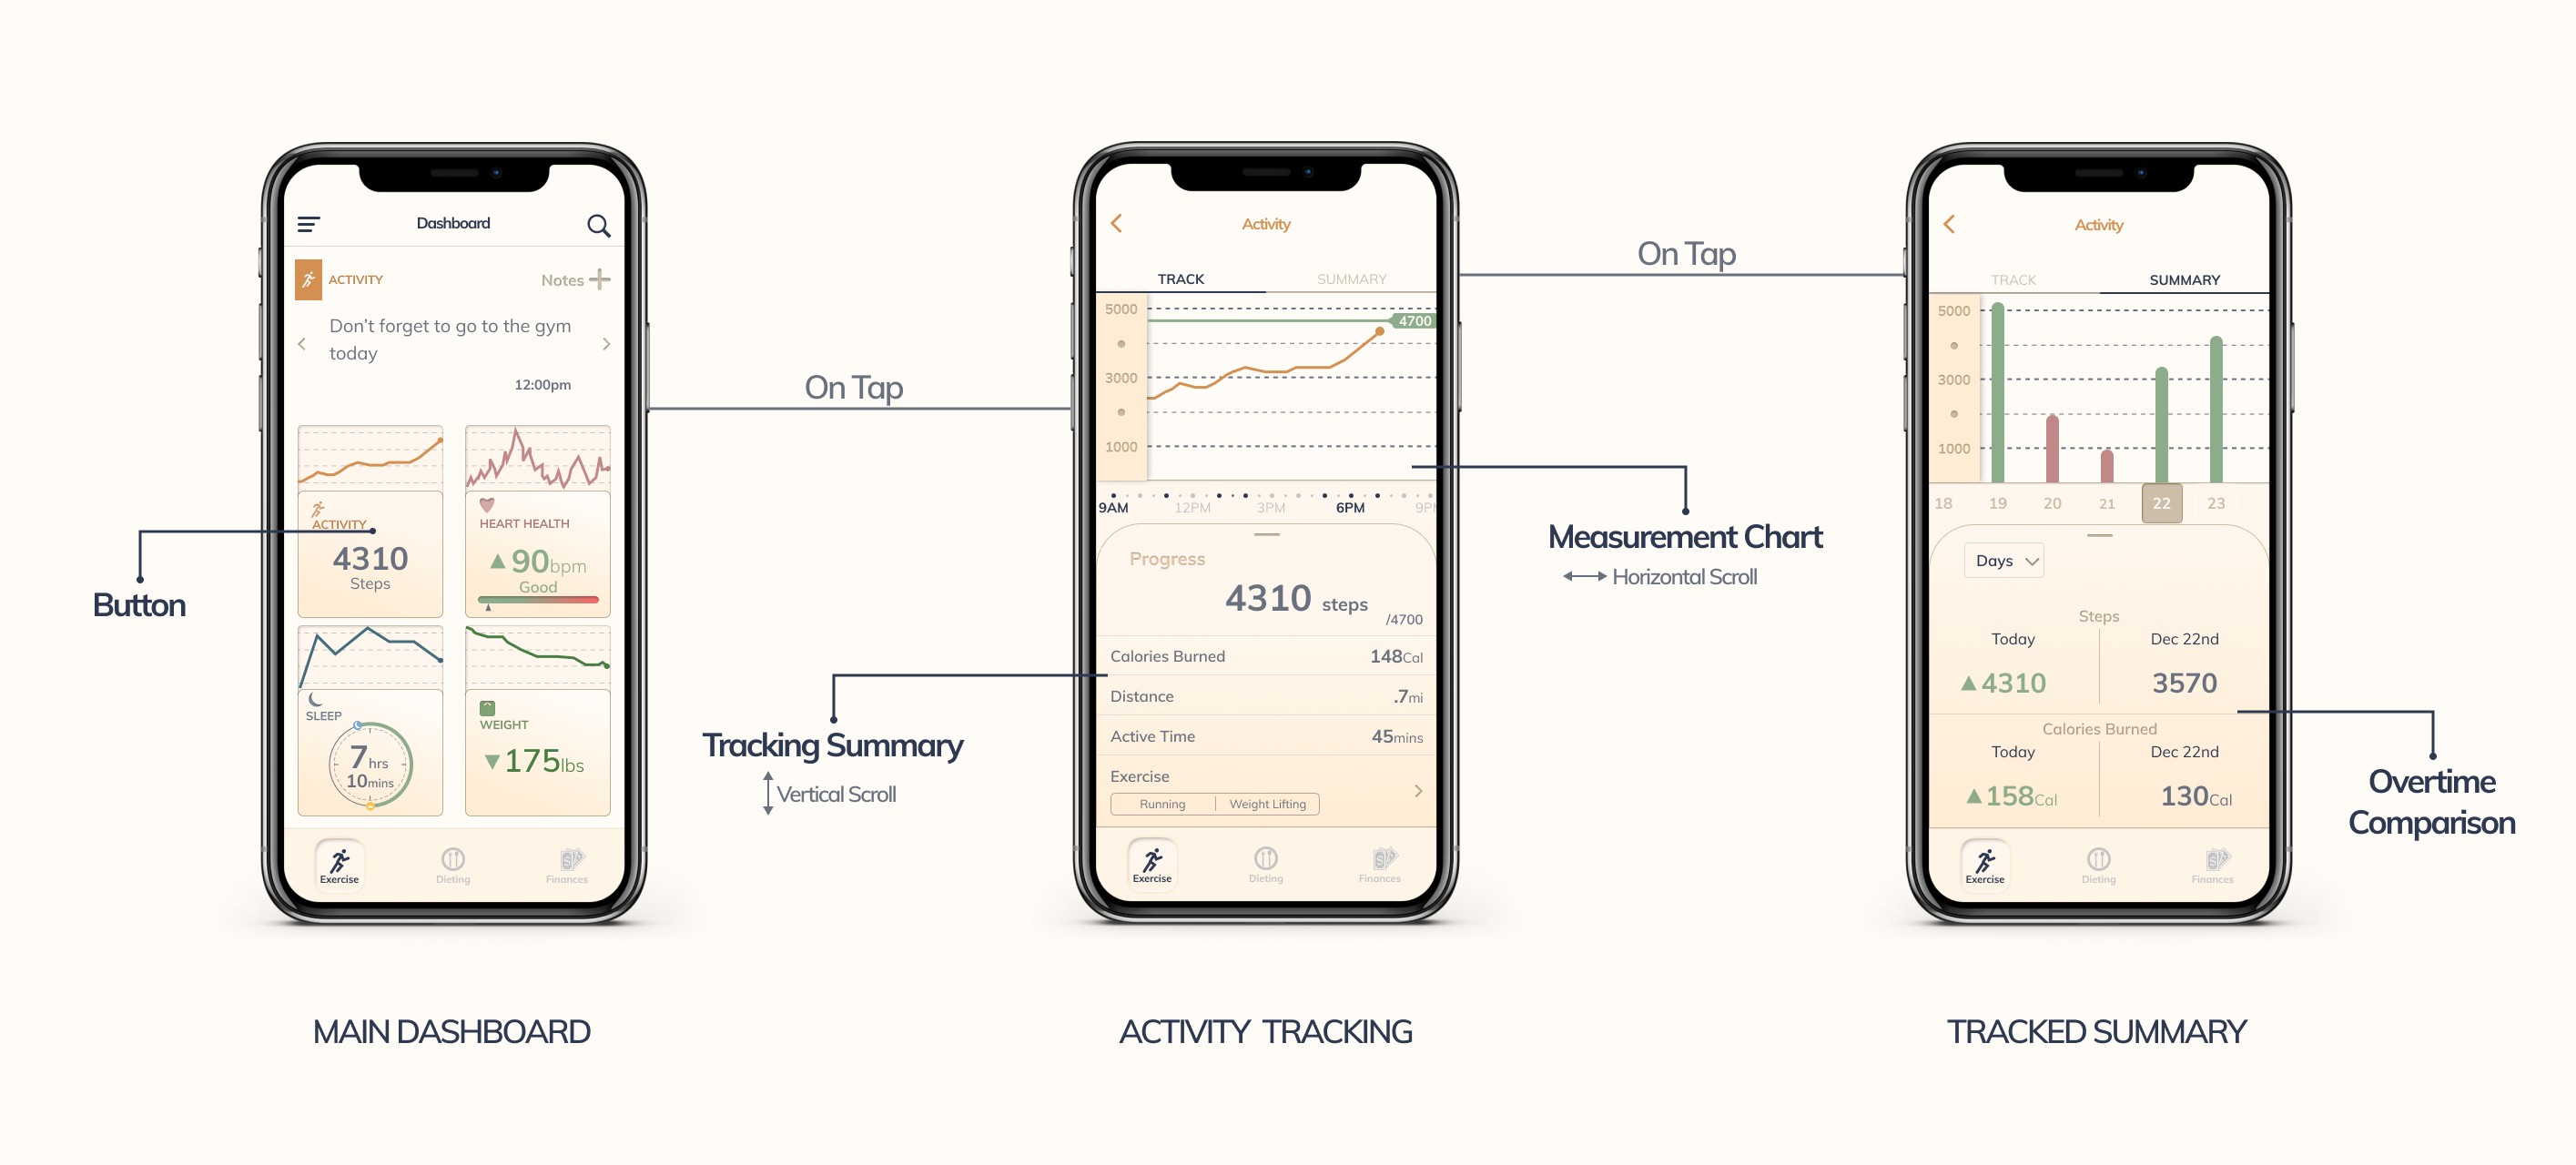 Dashboard
ACTIVITY
Notes
Don't forget to go to the gym
today
12:00pm
ACTIVITY
4310
Steps
HEART HEALTH
90bpm
Good
SLEEP
7 hrs
10mins
WEIGHT
175lbs
Exercise
Dieting
Finances
Button
MAIN DASHBOARD
On Tap
Tracking Summary
Vertical Scroll
Activity
TRACK
SUMMARY
5000
4700
3000
1000
9AM
12PM
3PM
6PM
9PM
Progress
4310 steps
/4700
Calories Burned
148Cal
Distance
.7mi
Active Time
45mins
Exercise
Running
Weight Lifting
Exercise
Dieting
Finances
ACTIVITY TRACKING
On Tap
Measurement Chart
Horizontal Scroll
Activity
TRACK
SUMMARY
5000
3000
1000
18
19
20
21
22
23
Days
Steps
Today
Dec 22nd
4310
3570
Calories Burned
Today
Dec 22nd
158Cal
130Cal
Exercise
Dieting
Finances
Overtime
Comparison
TRACKED SUMMARY